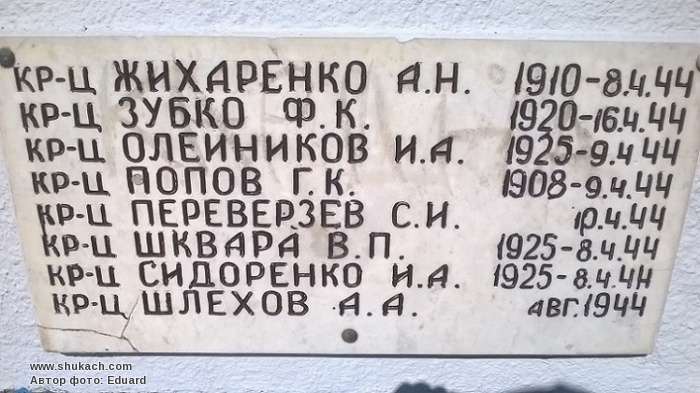 КР-Ц ЖИХАРЕНКО А.Н. 1910-8.4.44
КР-Ц ЗУБКО Ф.К. 1920-16.4.44
КР-Ц ОЛЕЙНИКОВ И.А. 1925-9.4.44
КР-Ц ПОПОВ Г.К. 1908-9.4.44
КР-Ц ПЕРЕВЕРЗЕВ С.И. 10.4.44
КР-Ц ШКВАРА В.П. 1925-8.4.44
КР-Ц СИДОРЕНКО И.А. 1925-8.4.44
КР-Ц ШЛЕХОВ А.А. АВГ.1944
www.shukach.com
Автор фото: Eduard